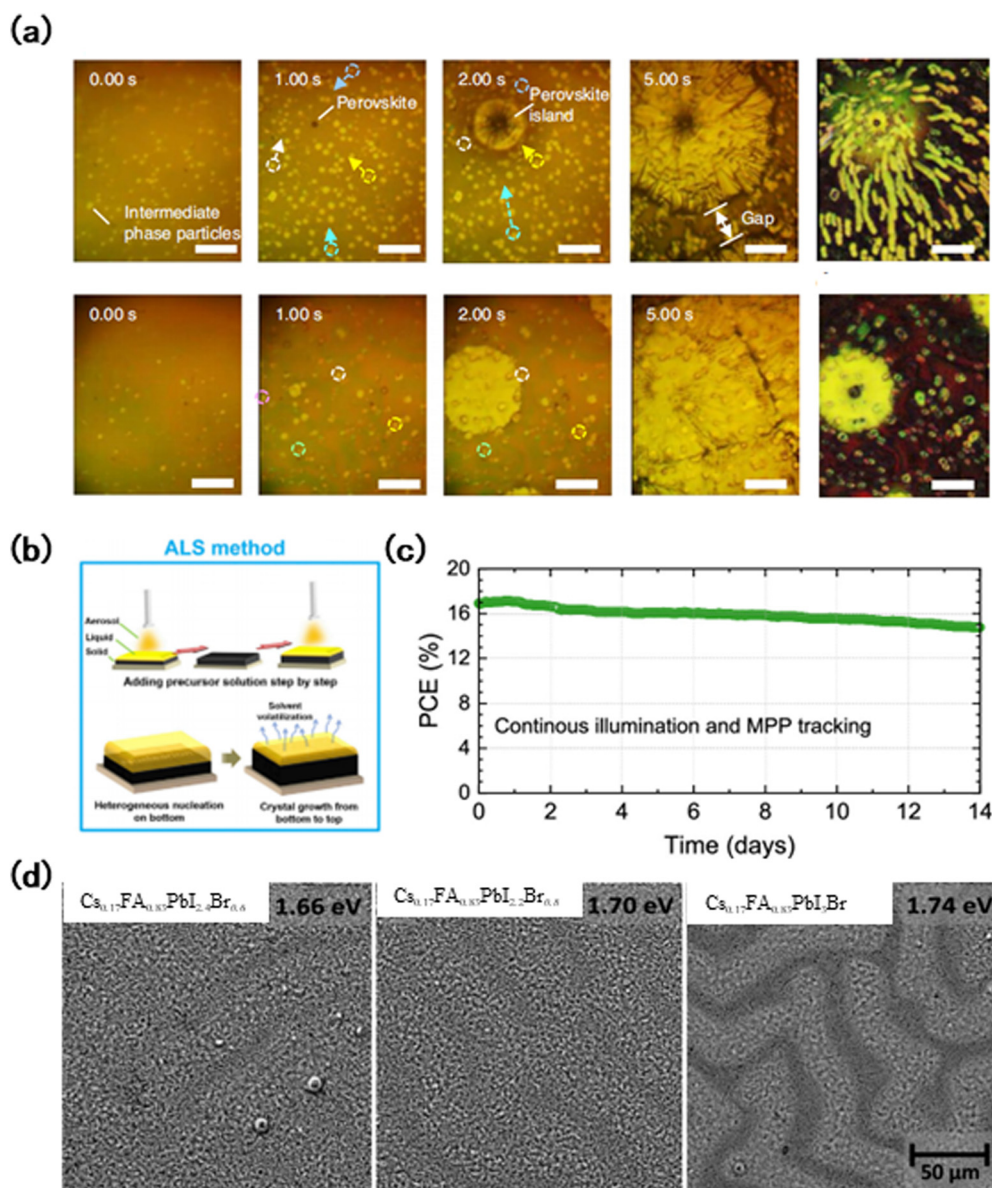 (a)
0.00 s
1.00 s
2.00 s
5.00 s
Perovskite
Perovskite
island
Intermediate
phase particles
Gap
0.00 s
1.00 s
2.00 s
5.00 s
(b)
ALS method
Aerosol
Liquid
Solid
Adding precursor solution step by step
Solvent
volatilization
Heterogeneous nucleation
on bottom
Crystal growth from
bottom to top
(c)
20
16
12
8
4
0
PCE (%)
Continous illumination and MPP tracking
0 2 4 6 8 10 12 14
Time (days)
(d)
Cs₀.₁₇FA₀.₈₃PbI₂.₄Br₀.₆
1.66 eV
Cs₀.₁₇FA₀.₈₃PbI₂.₂Br₀.₈
1.70 eV
Cs₀.₁₇FA₀.₈₃PbI₃Br
1.74 eV
50 µm